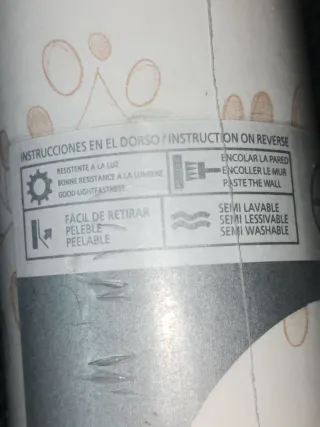 INSTRUCCIONES EN EL DORSO / INSTRUCTION ON REVERSE
RESISTENTE A LA LUZ
BONNE RESISTANCE A LA LUMIERE
GOOD LIGHTFASTNESS
ENCOLAR LA PARED
ENCOLLER LE MUR
PASTE THE WALL
FÁCIL DE RETIRAR
PELEBLE
PEELABLE
SEMI LAVABLE
SEMI LESSIVABLE
SEMI WASHABLE